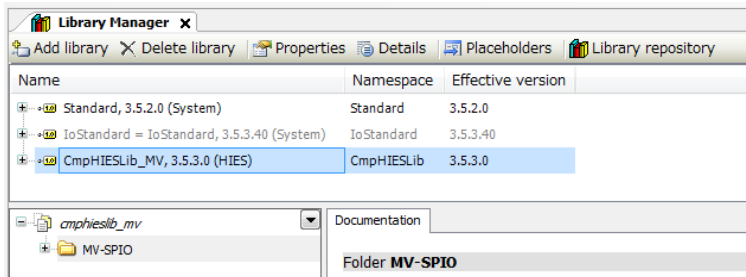 Library Manager x
Add library Delete library Properties Details Placeholders Library repository
Name Namespace Effective version
Standard, 3.5.2.0 (System) Standard 3.5.2.0
IoStandard = IoStandard, 3.5.3.40 (System) IoStandard 3.5.3.40
CmpHIESLib_MV, 3.5.3.0 (HIES) CmpHIESLib 3.5.3.0
cmphieslib_mv
Documentation
MV-SPIO
Folder MV-SPIO